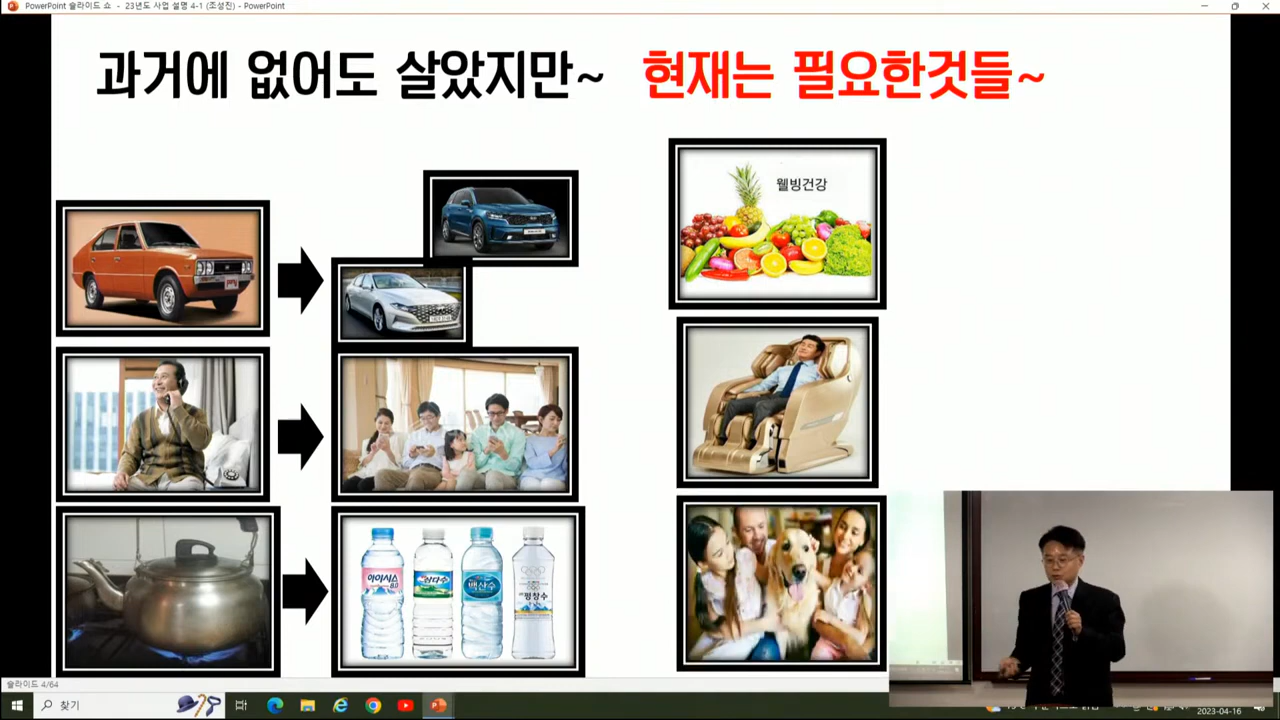 PowerPoint 슬라이드 쇼 - 23년도 사업 설명 4-1 (조성진) - PowerPoint
과거에 없어도 살았지만~ 현재는 필요한것들~
웰빙건강
아이시스
8.0
삼다수
백산수
평창수
슬라이드 4/64
찾기
2023-04-16